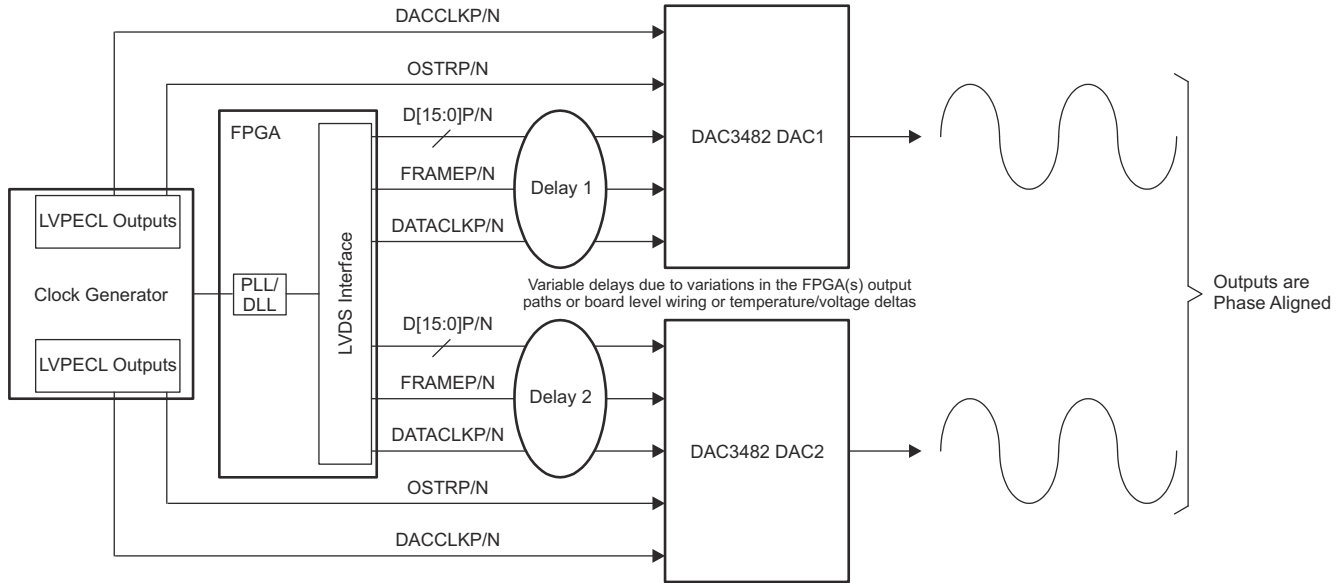 DACCLKP/N
OSTRP/N
FPGA
D[15:0]P/N
FRAMEP/N
DATACLKP/N
Delay 1
DAC3482 DAC1
LVPECL Outputs
Clock Generator
LVPECL Outputs
PLL/
DLL
LVDS Interface
Variable delays due to variations in the FPGA(s) output
paths or board level wiring or temperature/voltage deltas
Outputs are
Phase Aligned
D[15:0]P/N
FRAMEP/N
DATACLKP/N
Delay 2
DAC3482 DAC2
OSTRP/N
DACCLKP/N